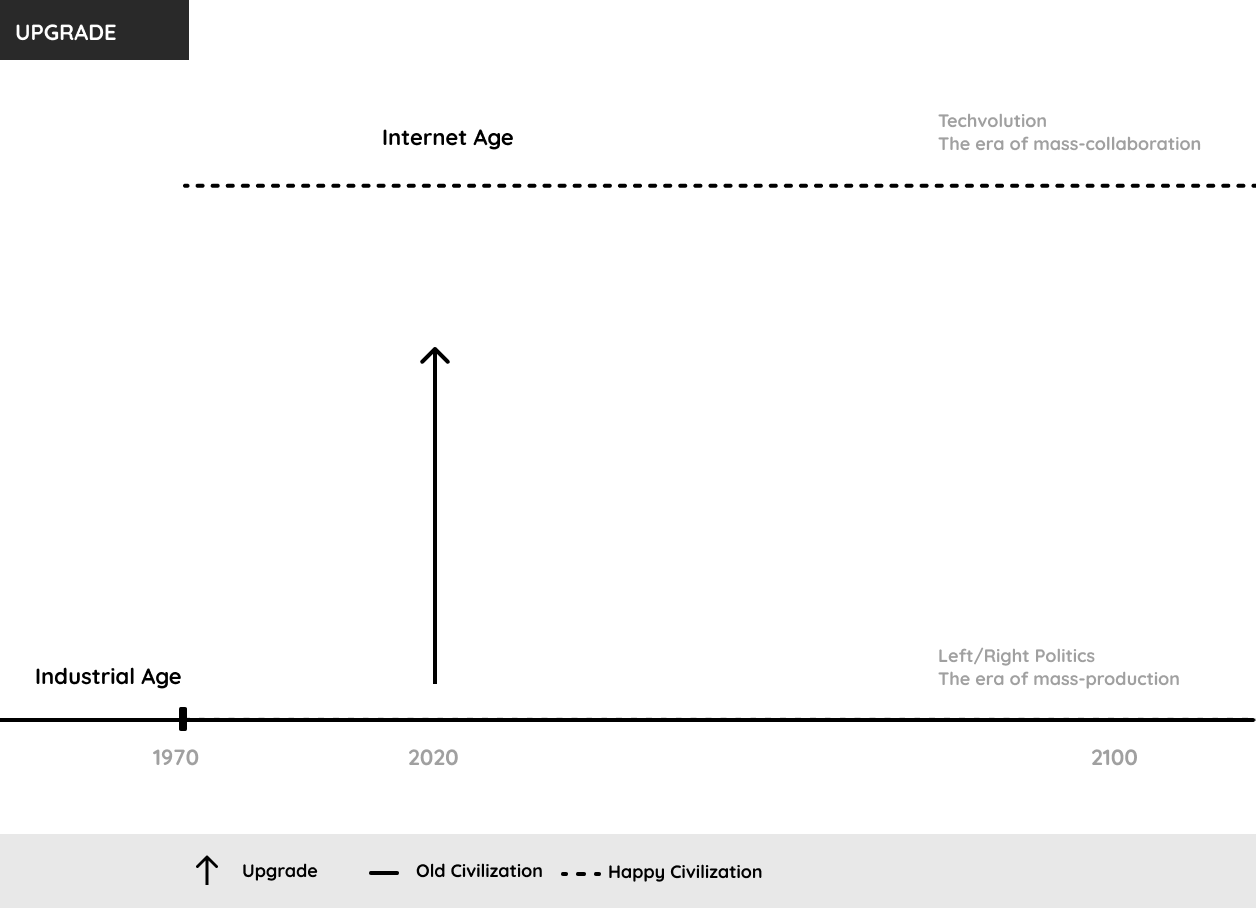 UPGRADE
Internet Age
Techvolution
The era of mass-collaboration
Industrial Age
Left/Right Politics
The era of mass-production
1970
2020
2100
Upgrade
Old Civilization
Happy Civilization